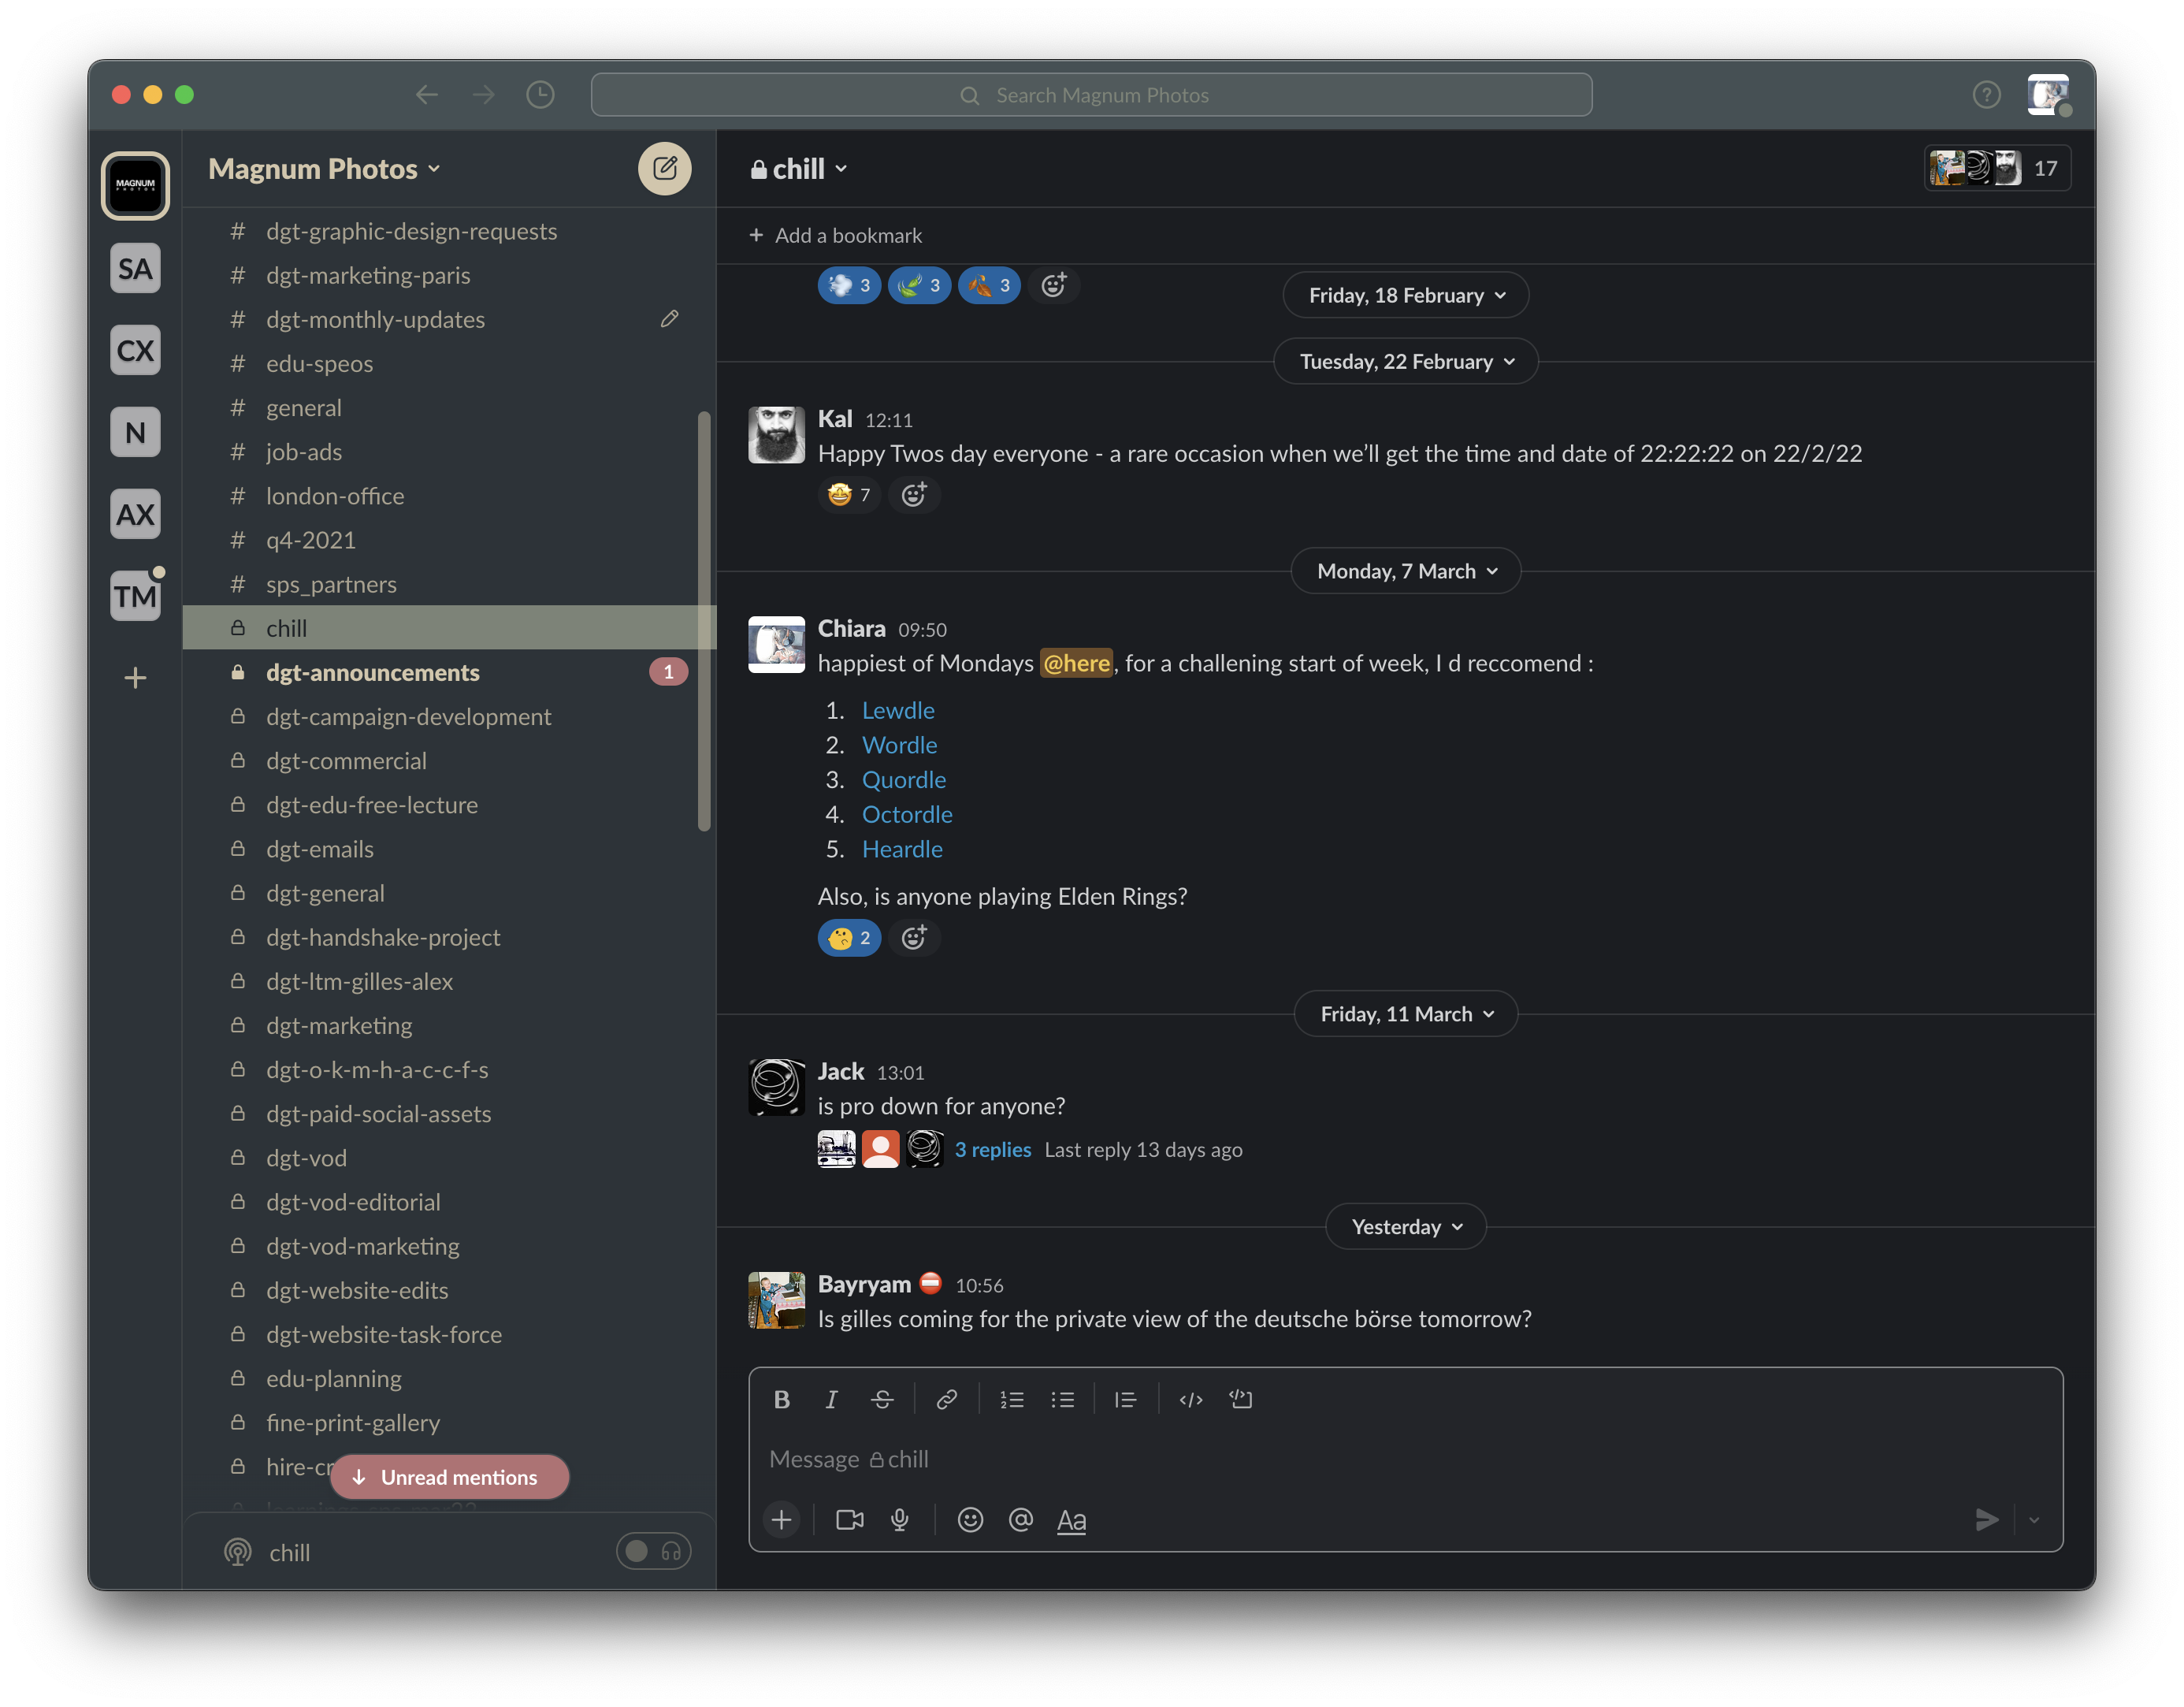 Search Magnum Photos
MAGNUM
PHOTOS
SA
CX
N
AX
TM
Magnum Photos
# dgt-graphic-design-requests
# dgt-marketing-paris
# dgt-monthly-updates
# edu-speos
# general
# job-ads
# london-office
# q4-2021
# sps_partners
chill
dgt-announcements 1
dgt-campaign-development
dgt-commercial
dgt-edu-free-lecture
dgt-emails
dgt-general
dgt-handshake-project
dgt-ltm-gilles-alex
dgt-marketing
dgt-o-k-m-h-a-c-c-f-s
dgt-paid-social-assets
dgt-vod
dgt-vod-editorial
dgt-vod-marketing
dgt-website-edits
dgt-website-task-force
edu-planning
fine-print-gallery
hire-cr
Unread mentions
chill
chill
17
+ Add a bookmark
3 3 3
Friday, 18 February
Tuesday, 22 February
Kal 12:11
Happy Twos day everyone - a rare occasion when we’ll get the time and date of 22:22:22 on 22/2/22
7
Monday, 7 March
Chiara 09:50
happiest of Mondays @here, for a challening start of week, I d reccomend :
1. Lewdle
2. Wordle
3. Quordle
4. Octordle
5. Heardle
Also, is anyone playing Elden Rings?
2
Friday, 11 March
Jack 13:01
is pro down for anyone?
3 replies Last reply 13 days ago
Yesterday
Bayryam 10:56
Is gilles coming for the private view of the deutsche börse tomorrow?
B I S
Message chill
@ Aa